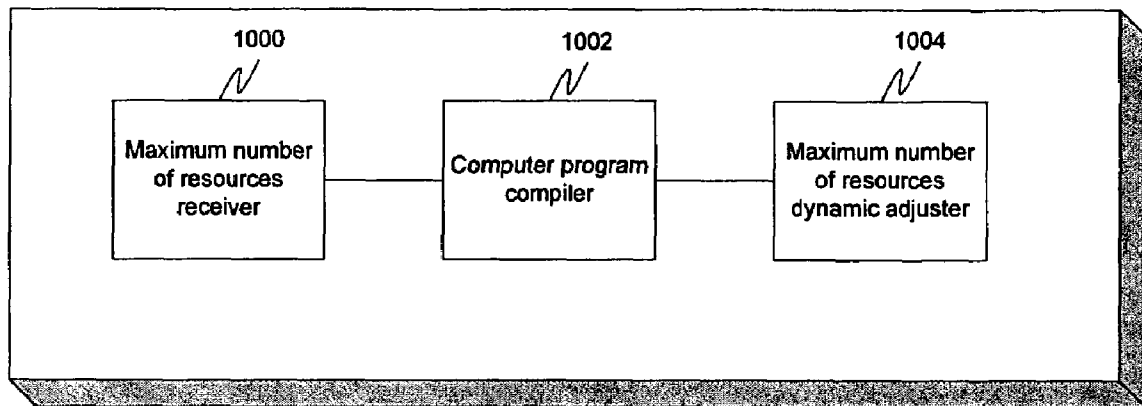 1000
1002
1004
Maximum number
of resources
receiver
Computer program
compiler
Maximum number
of resources
dynamic adjuster